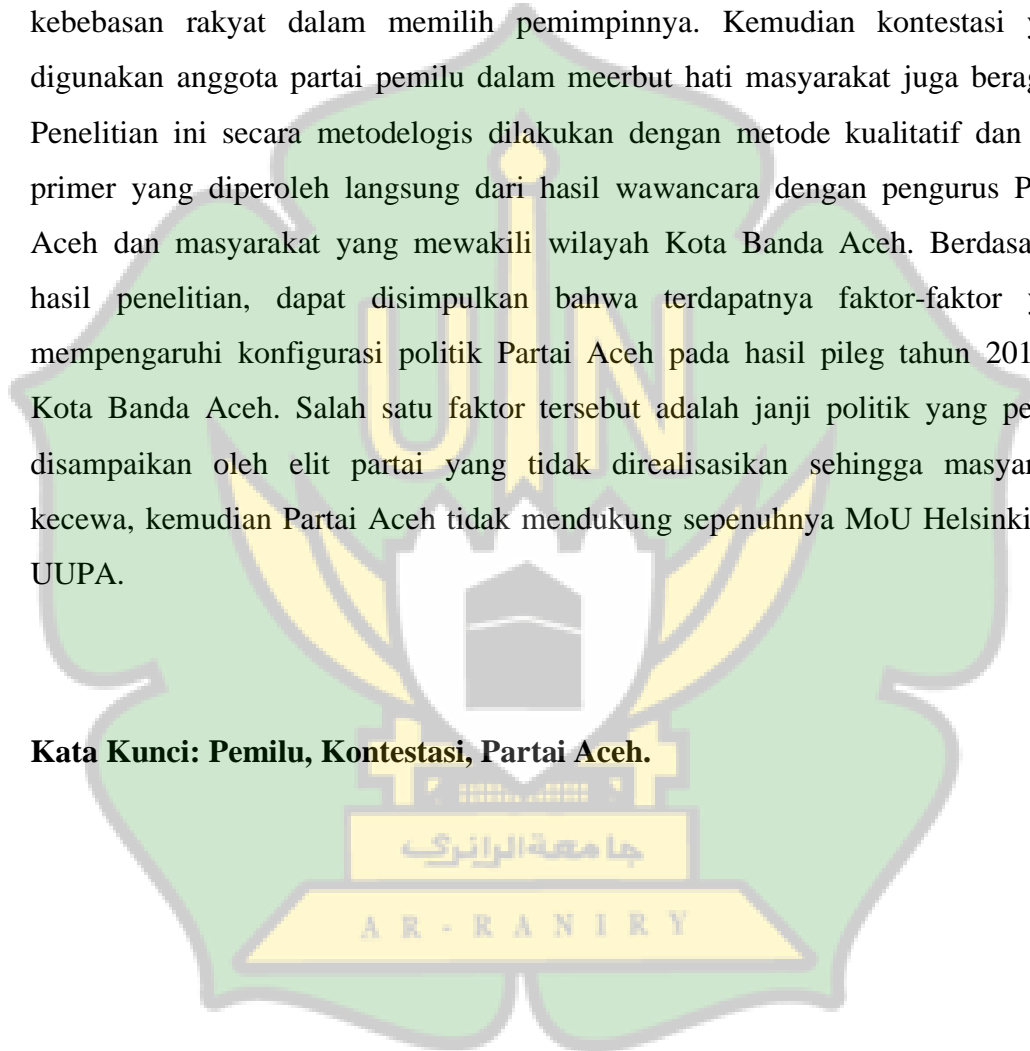 kebebasan rakyat dalam memilih pemimpinnya. Kemudian kontestasi
digunakan anggota partai pemilu dalam meerbut hati masyarakat juga
Penelitian ini secara metodelogis dilakukan dengan metode kualitatif dan
primer yang diperoleh langsung dari hasil wawancara dengan pengurus
Aceh dan masyarakat yang mewakili wilayah Kota Banda Aceh.
hasil penelitian, dapat disimpulkan bahwa terdapatnya faktor-faktor
mempengaruhi konfigurasi politik Partai Aceh pada hasil pileg tahun 201
Kota Banda Aceh. Salah satu faktor tersebut adalah janji politik yang
disampaikan oleh elit partai yang tidak direalisasikan sehingga
kecewa, kemudian Partai Aceh tidak mendukung sepenuhnya MoU Helsinki
UUPA.
Kata Kunci: Pemilu, Kontestasi, Partai Aceh.
UIN
جامعة الرانري
AR-RANIRY